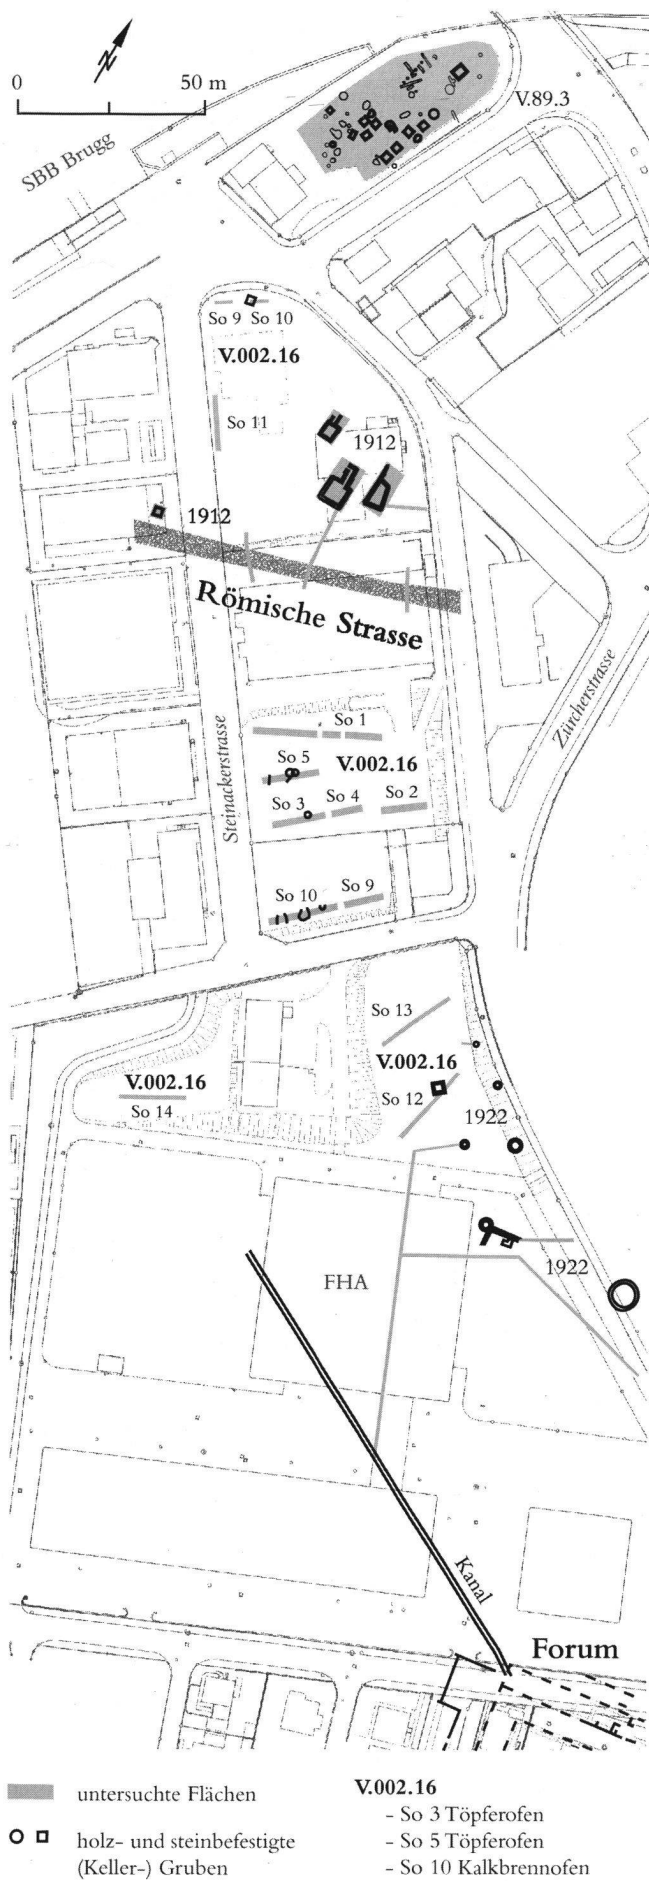 N
0 50 m
SBB Brugg
V.89.3
So 9 So 10
V.002.16
So 11
1912
1912
Römische Strasse
Steinackerstrasse
Zürcherstrasse
So 1
So 5
V.002.16
So 3
So 4
So 2
So 10
So 9
So 13
V.002.16
V.002.16
So 12
So 14
1922
1922
FHA
Kanal
Forum
untersuchte Flächen
holz- und steinbefestigte
(Keller-) Gruben
V.002.16
- So 3 Töpferofen
- So 5 Töpferofen
- So 10 Kalkbrennofen